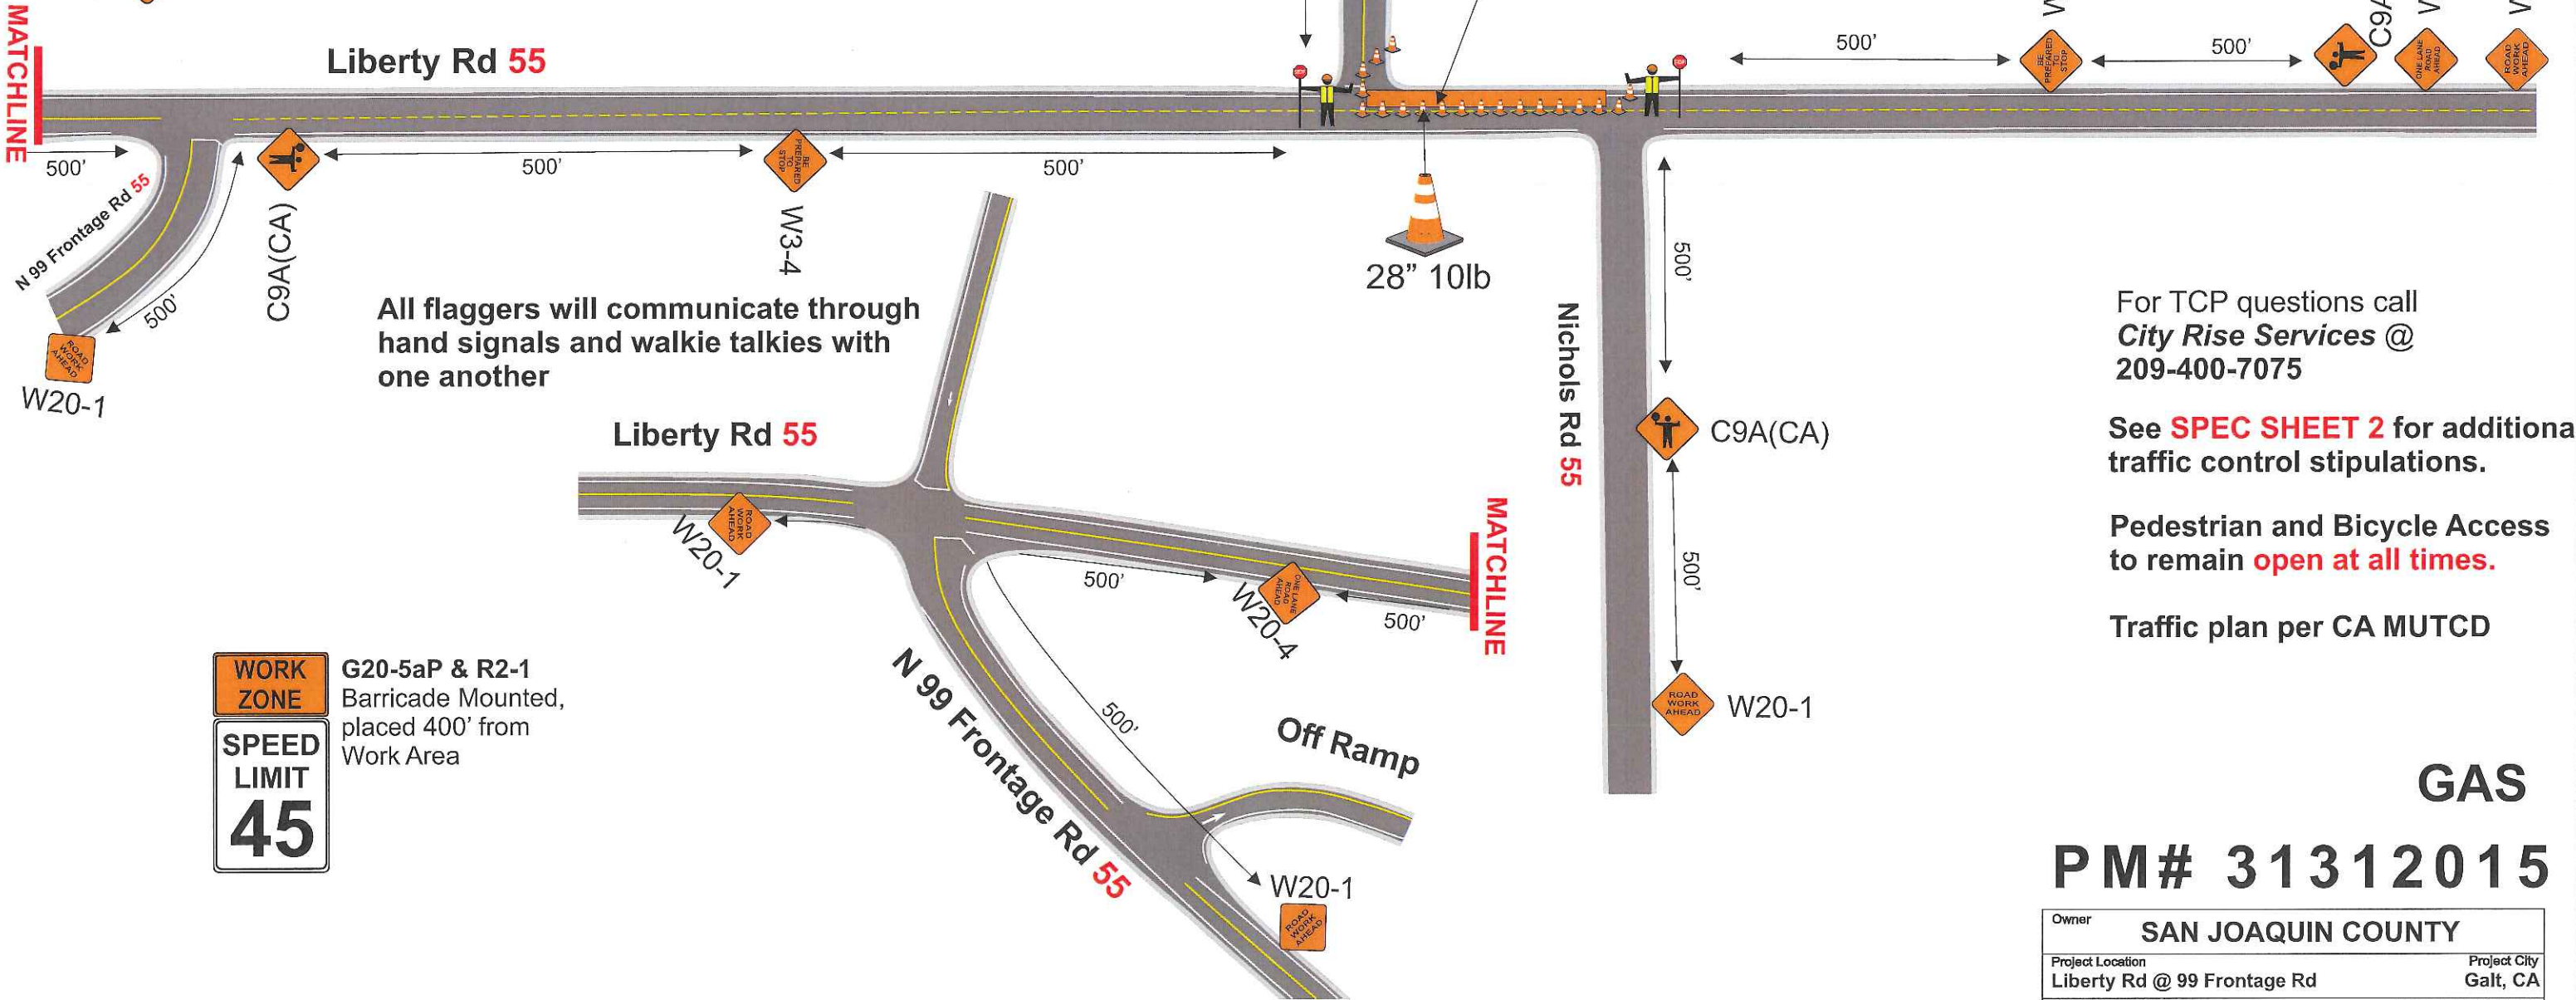 MATCHLINE
Liberty Rd 55
500'
500'
C9A
BE PREPARED TO STOP
ONE LANE ROAD AHEAD
ROAD WORK AHEAD
STOP
STOP
500'
500'
500'
BE PREPARED TO STOP
N 99 Frontage Rd 55
500'
C9A(CA)
W3-4
ROAD WORK AHEAD
W20-1
28” 10lb
500'
Nichols Rd 55
All flaggers will communicate through
hand signals and walkie talkies with
one another
For TCP questions call
City Rise Services @
209-400-7075
See SPEC SHEET 2 for additiona
traffic control stipulations.
Pedestrian and Bicycle Access
to remain open at all times.
Traffic plan per CA MUTCD
C9A(CA)
500'
ROAD
WORK
AHEAD
W20-1
Liberty Rd 55
ROAD WORK AHEAD
W20-1
500'
ONE LANE ROAD AHEAD
W20-4
500'
MATCHLINE
N 99 Frontage Rd 55
500'
Off Ramp
W20-1
ROAD WORK AHEAD
WORK
ZONE
SPEED
LIMIT
45
G20-5aP & R2-1
Barricade Mounted,
placed 400’ from
Work Area
GAS
PM# 31312015
Owner
SAN JOAQUIN COUNTY
Project Location
Project City
Liberty Rd @ 99 Frontage Rd
Galt, CA